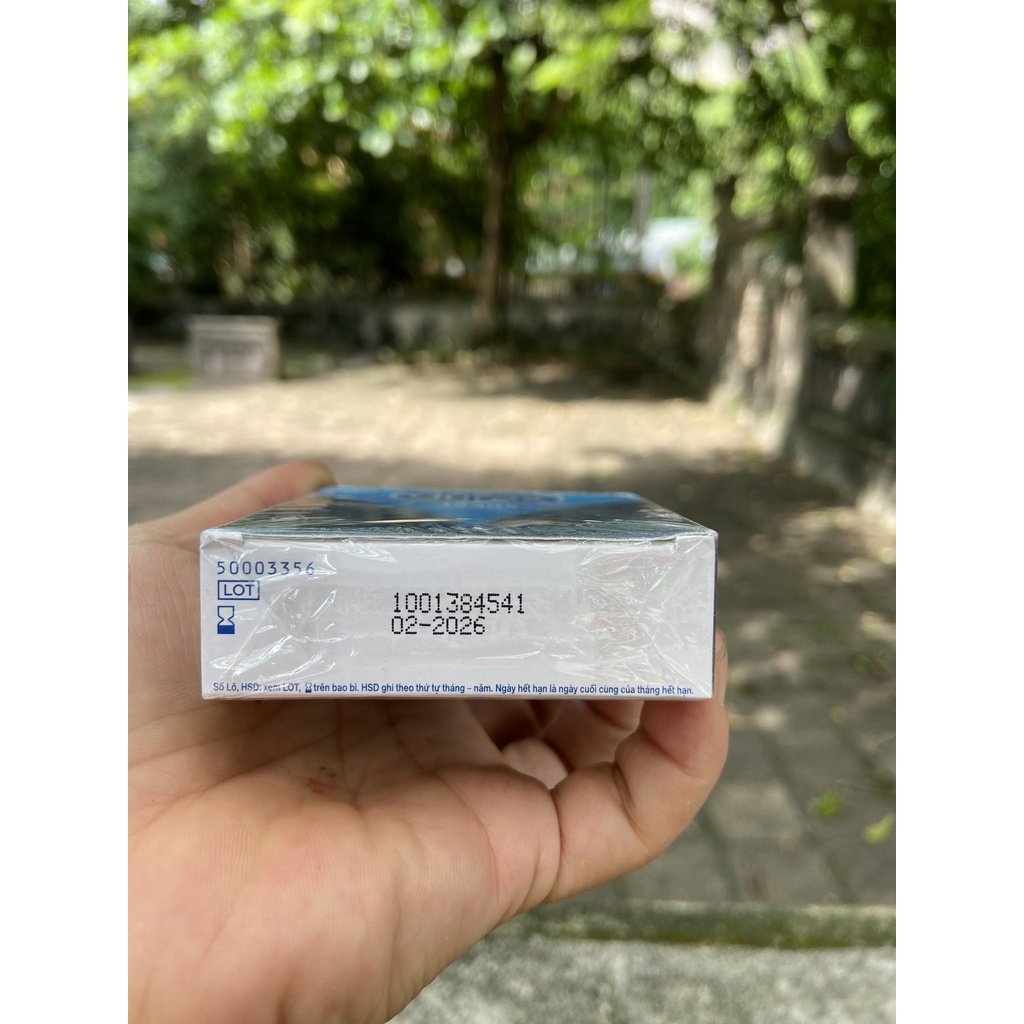 50003356
LOT
1001384541
02-2026
Số Lô, HSD: xem LOT, trên bao bì. HSD ghi theo thứ tự tháng – năm. Ngày hết hạn là ngày cuối cùng của tháng hết hạn.